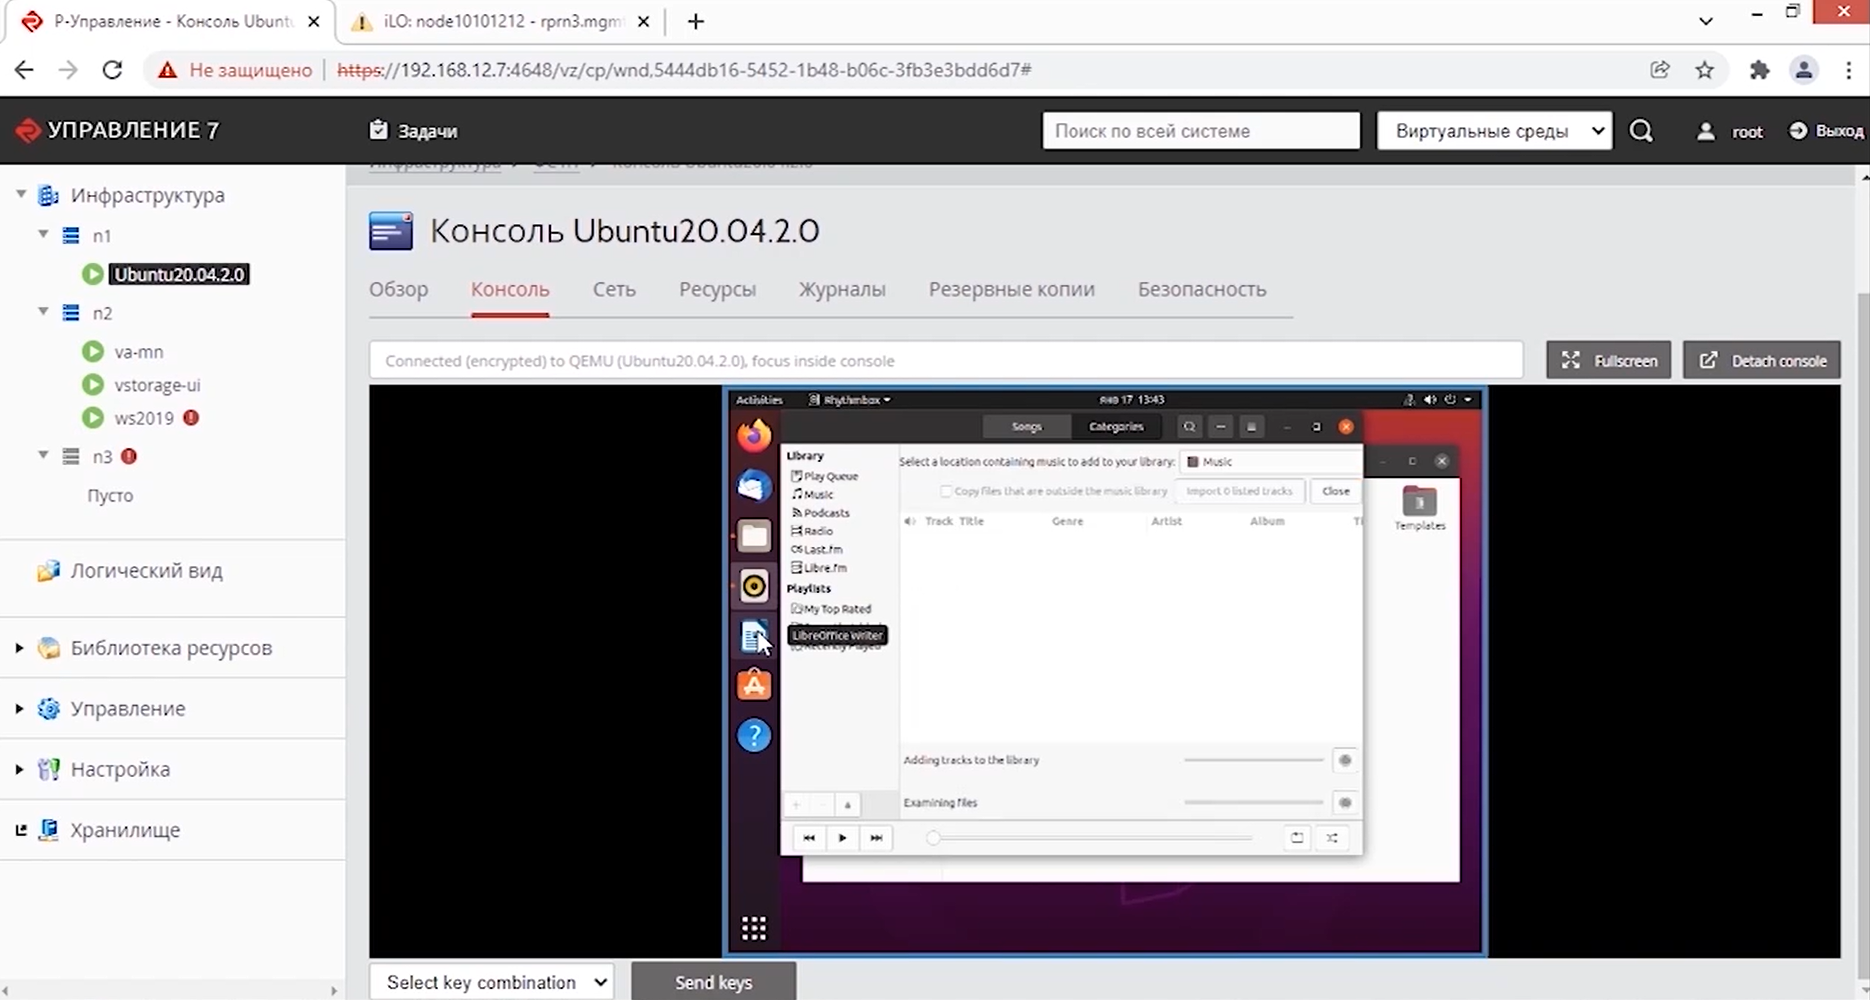 Р-Управление - Консоль Ubuntu
iLO: node10101212 - rprn3.mgmt
Не защищено
https://192.168.12.7:4648/vz/cp/wnd,5444db16-5452-1b48-b06c-3fb3e3bdd6d7#
УПРАВЛЕНИЕ 7
Задачи
Поиск по всей системе
Виртуальные среды
root
Выход
Инфраструктура
n1
Ubuntu20.04.2.0
n2
va-mn
vstorage-ui
ws2019
n3
Пусто
Логический вид
Библиотека ресурсов
Управление
Настройка
Хранилище
Консоль Ubuntu20.04.2.0
Обзор
Консоль
Сеть
Ресурсы
Журналы
Резервные копии
Безопасность
Connected (encrypted) to QEMU (Ubuntu20.04.2.0), focus inside console
Fullscreen
Detach console
Activities
Rhythmbox
янв 17 13:43
Songs
Categories
Library
Play Queue
Music
Podcasts
Radio
Last.fm
Libre.fm
Playlists
My Top Rated
LibreOffice Writer
Recently Played
Select a location containing music to add to your library:
Music
Copy files that are outside the music library
Import 0 listed tracks
Close
Track
Title
Genre
Artist
Album
Ti
Templates
Adding tracks to the library
Examining files
Select key combination
Send keys